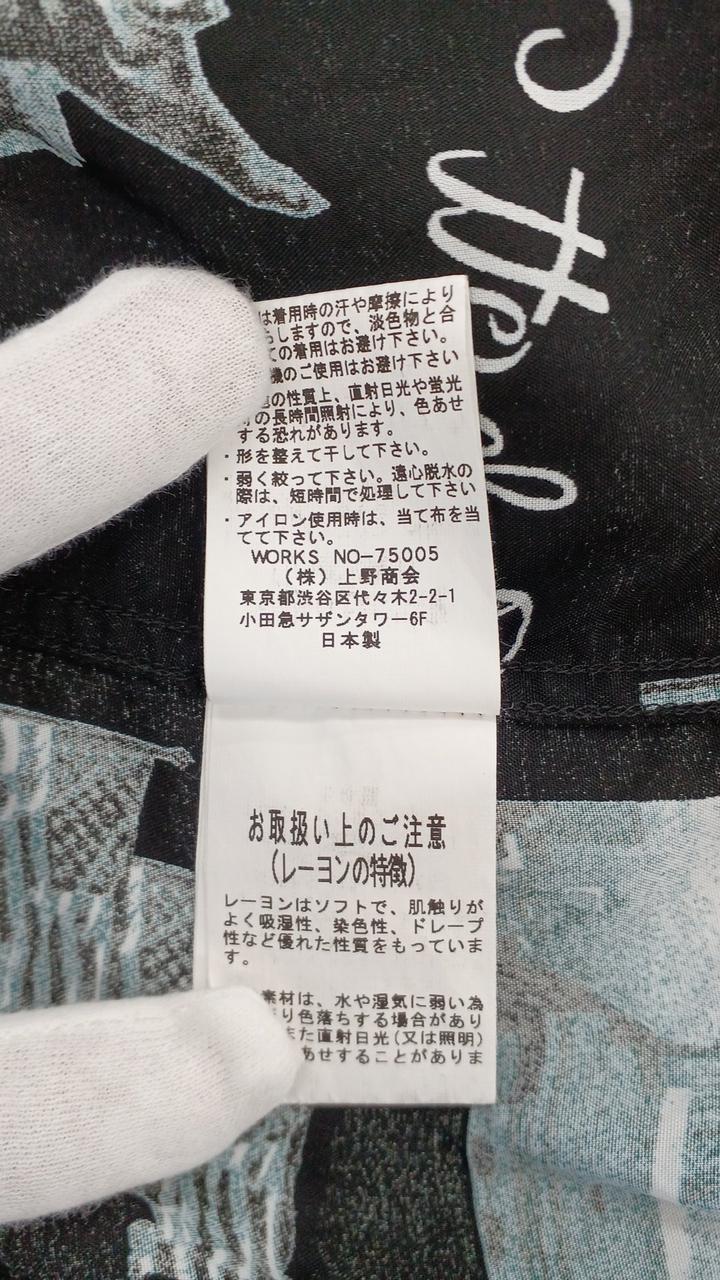 は着用時の汗や摩擦により
しますので、淡色物と合
ての着用はお避け下さい。
機のご使用はお避け下さい
の性質上、直射日光や蛍光
の長時間照射により、色あせ
する恐れがあります。
・形を整えて干して下さい。
・弱く絞って下さい。遠心脱水の
際は、短時間で処理して下さい
・アイロン使用時は、当て布を当
てて下さい。
WORKS NO-75005
(株)上野商会
東京都渋谷区代々木2-2-1
小田急サザンタワー6F
日本製
お取扱い上のご注意
(レーヨンの特徴)
レーヨンはソフトで、肌触りが
よく吸湿性、染色性、ドレープ
性など優れた性質をもっていま
す。
素材は、水や湿気に弱い為
り色落ちする場合があり
また直射日光(又は照明)
あせすることがありま